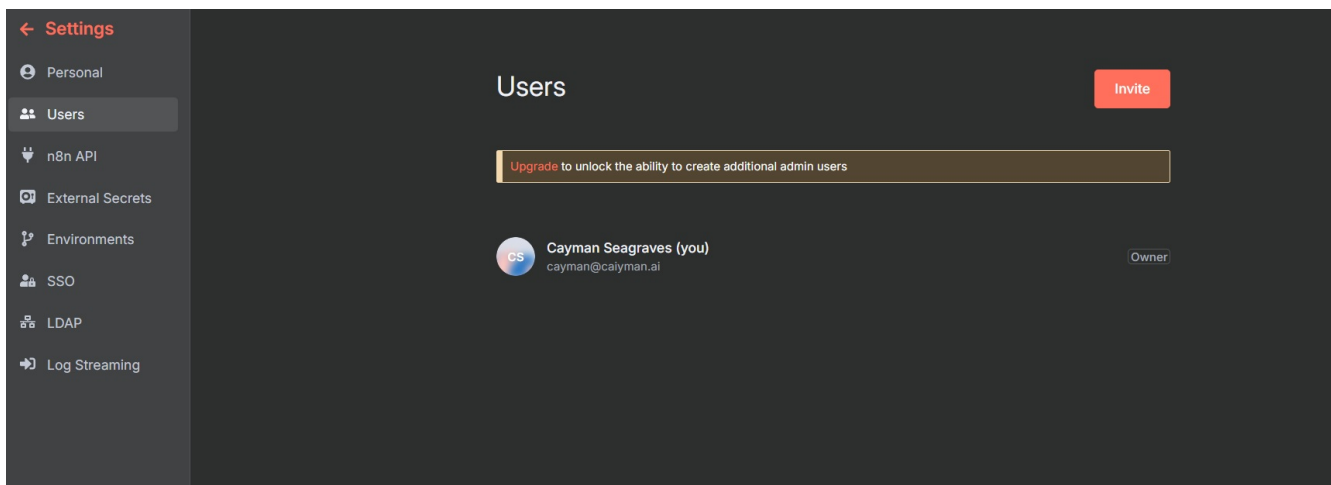 ← Settings
Personal
Users
n8n API
External Secrets
Environments
SSO
LDAP
Log Streaming
Users
Invite
Upgrade to unlock the ability to create additional admin users
CS
Cayman Seagraves (you)
cayman@caiyman.ai
Owner